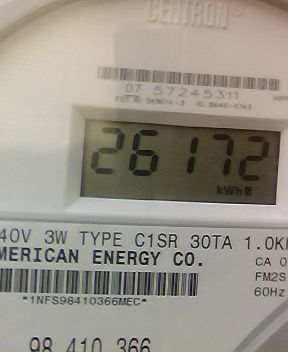 CENTRON®
07 57245311
26172
kWh
40V 3W TYPE C1SR 30TA 1.0K
MERICAN ENERGY CO.
CA 0
FM2S
60Hz
*1NFS98410366MEC*
98 410 366